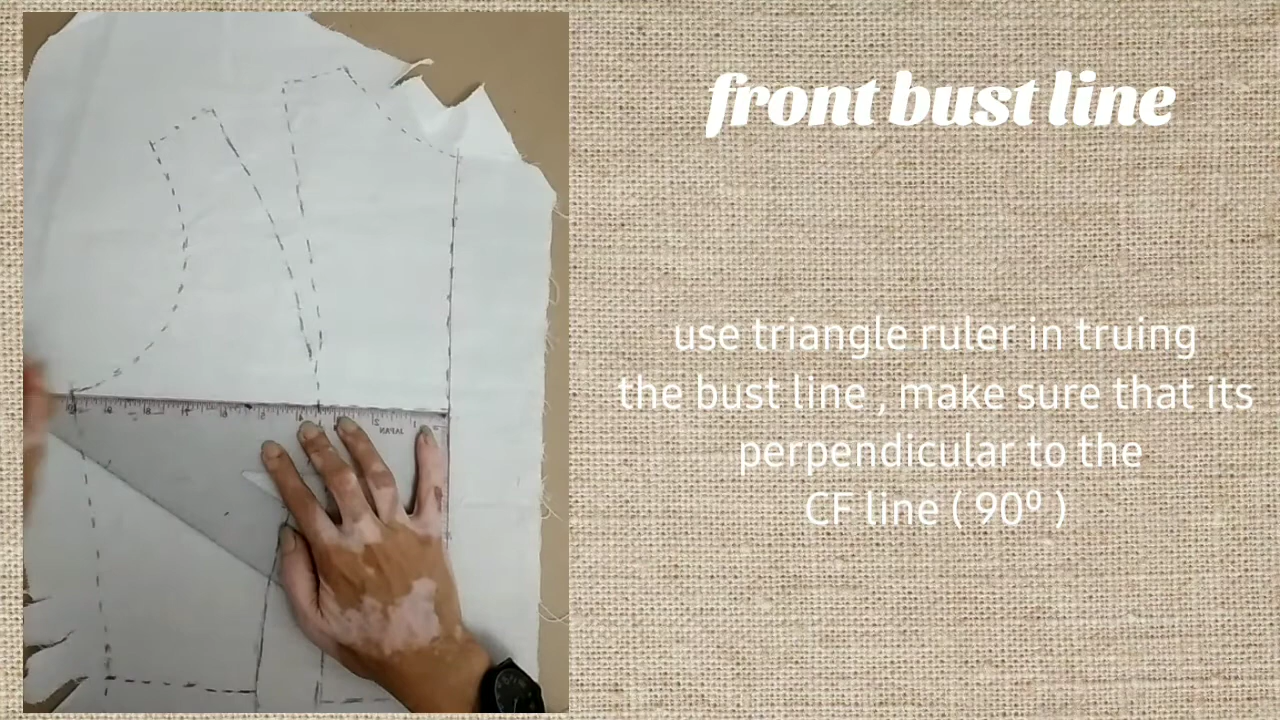 front bust line
use triangle ruler in truing
the bust line , make sure that its
perpendicular to the
CF line ( 90º )
JAPAN